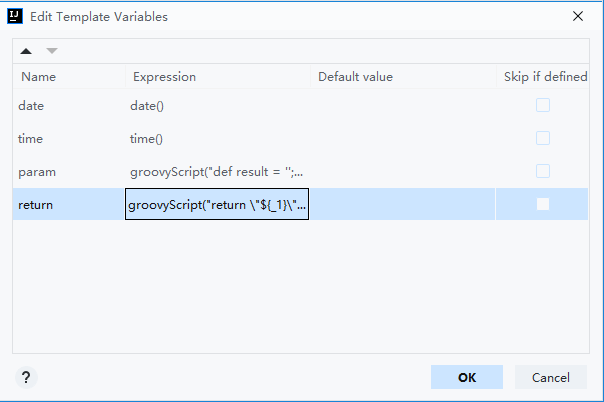 IJ
Edit Template Variables
Name Expression Default value Skip if defined
date date()
time time()
param groovyScript("def result = '';...
return groovyScript("return \"${_1}\"...
? OK Cancel